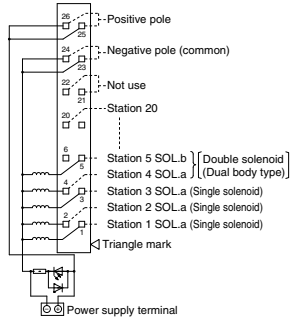 26
Positive pole
25
24
Negative pole (common)
23
22
Not use
21
Station 20
20
6
Station 5 SOL.b
Double solenoid
(Dual body type)
5
Station 4 SOL.a
4
Station 3 SOL.a (Single solenoid)
3
Station 2 SOL.a (Single solenoid)
2
Station 1 SOL.a (Single solenoid)
1
Triangle mark
Power supply terminal